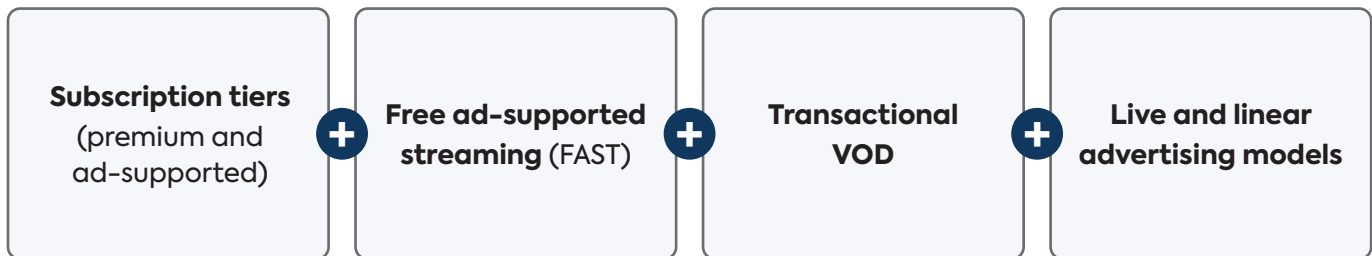 Subscription tiers
(premium and
ad-supported)
+
Free ad-supported
streaming (FAST)
+
Transactional
VOD
+
Live and linear
advertising models